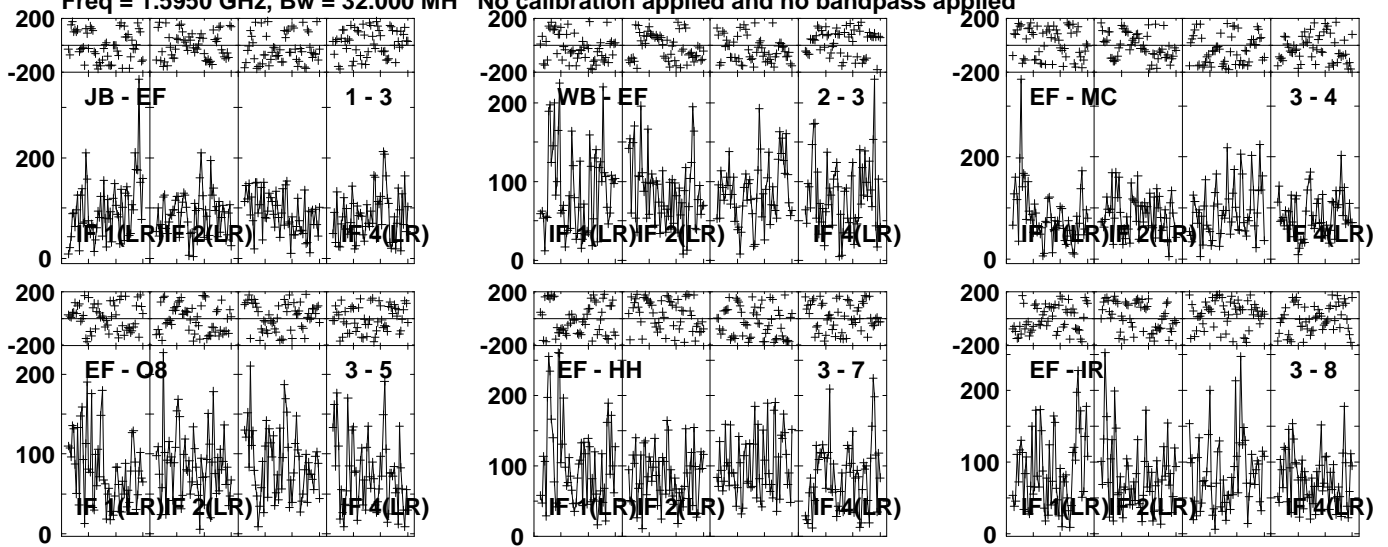 Freq = 1.5950 GHz, Bw = 32.000 MH No calibration applied and no bandpass applied
200
-200
JB - EF 1 - 3
200
0
IF 1(LR) IF 2(LR) IF 4(LR)
200
-200
WB - EF 2 - 3
200
100
0
IF 1(LR) IF 2(LR) IF 4(LR)
200
-200
EF - MC 3 - 4
200
0
IF 1(LR) IF 2(LR) IF 4(LR)
200
-200
EF - O8 3 - 5
200
100
0
IF 1(LR) IF 2(LR) IF 4(LR)
200
-200
EF - HH 3 - 7
200
100
0
IF 1(LR) IF 2(LR) IF 4(LR)
200
-200
EF - IR 3 - 8
200
100
0
IF 1(LR) IF 2(LR) IF 4(LR)